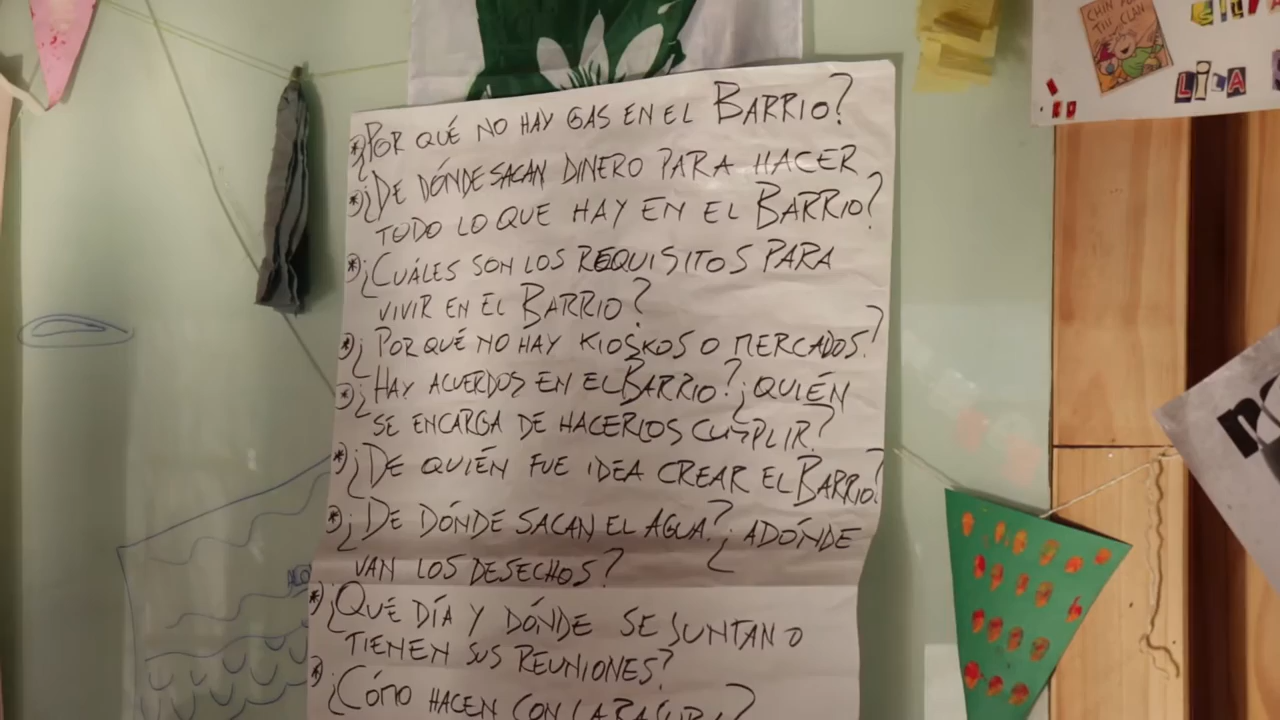 *¿POR QUÉ NO HAY GAS EN EL BARRIO?
*¿DE DÓNDE SACAN DINERO PARA HACER
TODO LO QUE HAY EN EL BARRIO?
*¿CUÁLES SON LOS REQUISITOS PARA
VIVIR EN EL BARRIO?
*¿POR QUÉ NO HAY KIOSKOS O MERCADOS?
*¿HAY ACUERDOS EN EL BARRIO? ¿QUIÉN
SE ENCARGA DE HACERLOS CUMPLIR?
*¿DE QUIÉN FUE IDEA CREAR EL BARRIO?
*¿DE DÓNDE SACAN EL AGUA? ¿ADÓNDE
VAN LOS DESECHOS?
*¿QUÉ DÍA Y DÓNDE SE JUNTAN O
TIENEN SUS REUNIONES?
*¿CÓMO HACEN CON LA BASURA?
LIZA